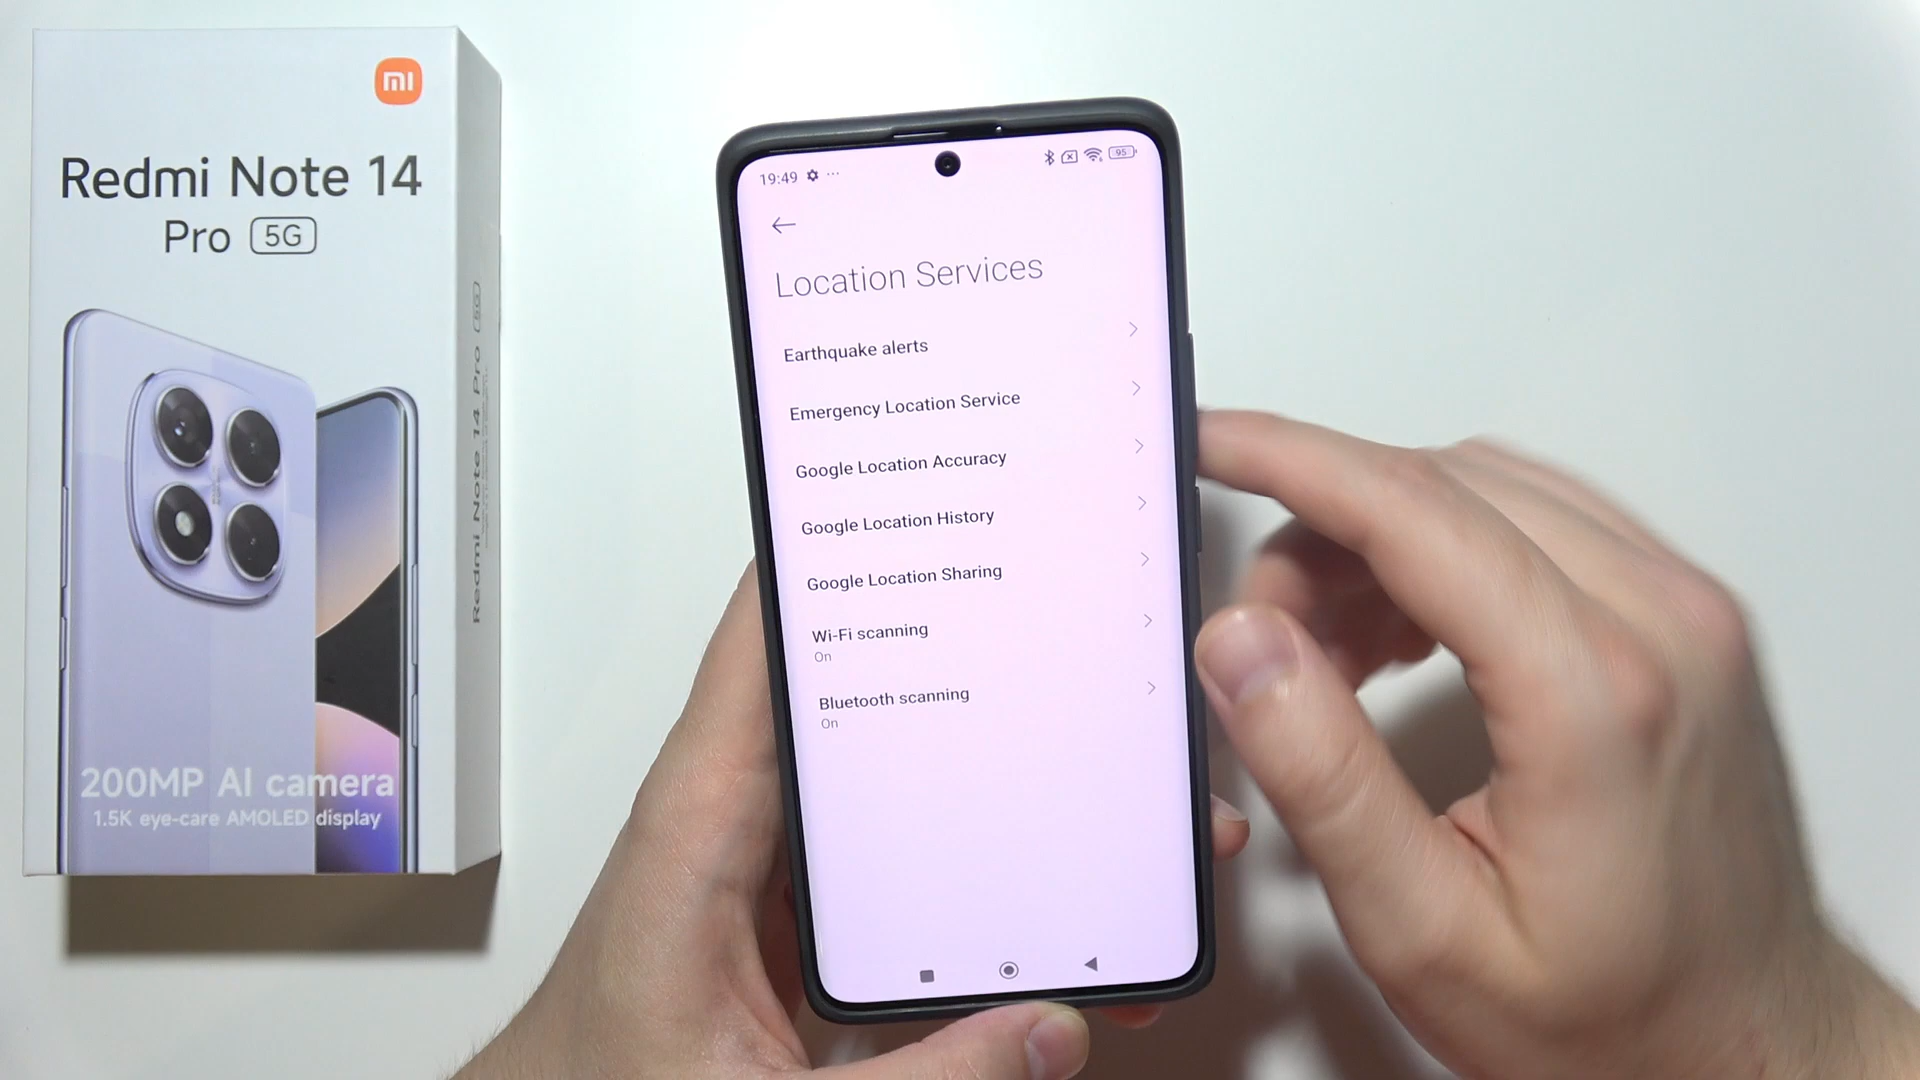 mi
Redmi Note 14
Pro 5G
200MP AI camera
1.5K eye-care AMOLED display
Redmi Note 14 Pro 5G
19:49
95
Location Services
Earthquake alerts
Emergency Location Service
Google Location Accuracy
Google Location History
Google Location Sharing
Wi-Fi scanning
On
Bluetooth scanning
On